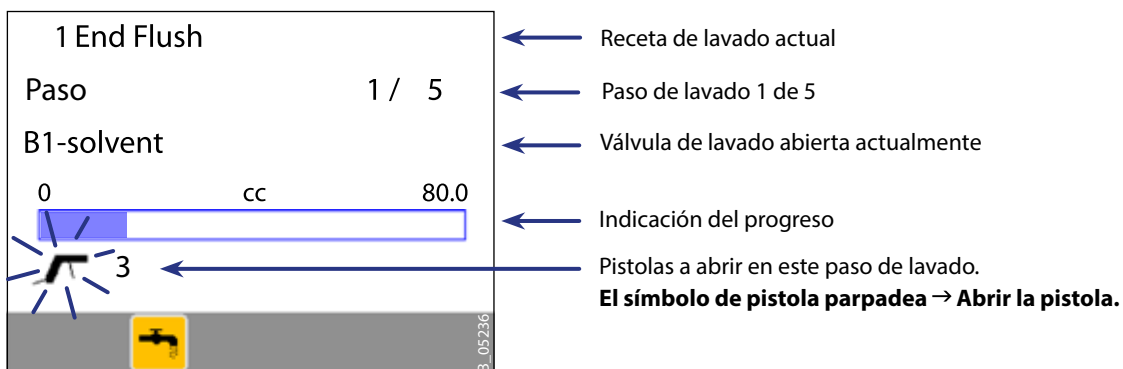 1 End Flush
Receta de lavado actual
Paso 1 / 5
Paso de lavado 1 de 5
B1-solvent
Válvula de lavado abierta actualmente
0 cc 80.0
Indicación del progreso
3
Pistolas a abrir en este paso de lavado.
El símbolo de pistola parpadea → Abrir la pistola.